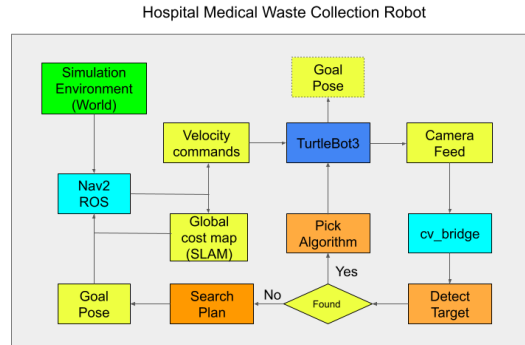 Hospital Medical Waste Collection Robot
Simulation
Environment
(World)
Goal
Pose
Velocity
commands
TurtleBot3
Camera
Feed
Nav2
ROS
Global
cost map
(SLAM)
Pick
Algorithm
cv_bridge
Yes
Goal
Pose
Search
Plan
No
Found
Detect
Target